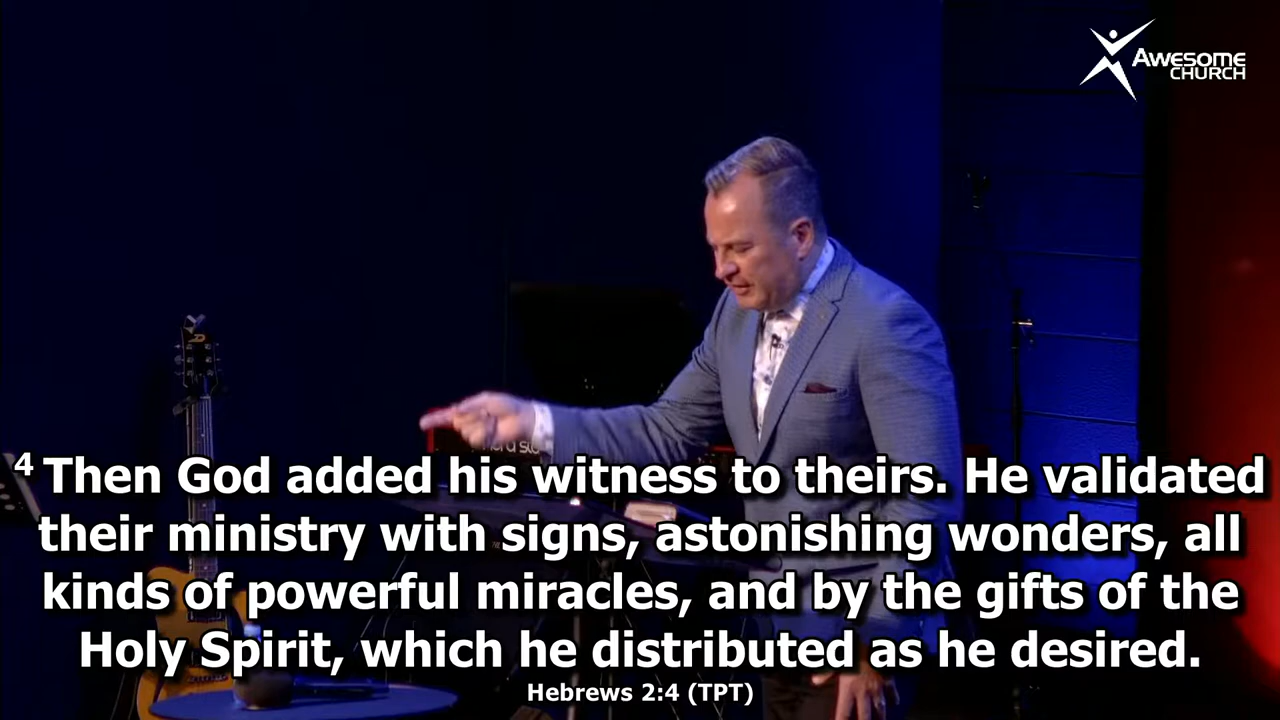 AWESOME
CHURCH
4 Then God added his witness to theirs. He validated
their ministry with signs, astonishing wonders, all
kinds of powerful miracles, and by the gifts of the
Holy Spirit, which he distributed as he desired.
Hebrews 2:4 (TPT)